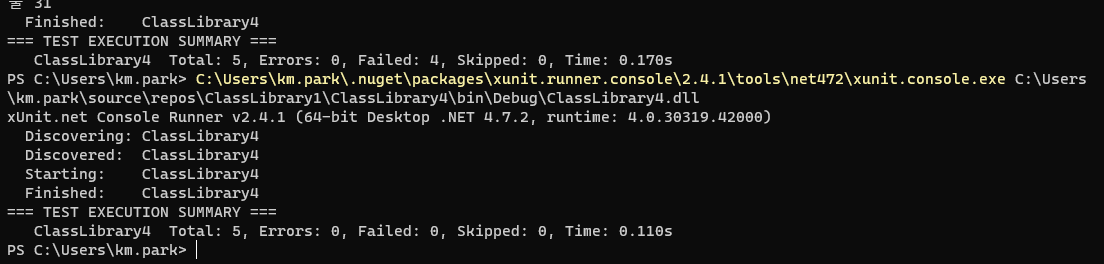 31
  Finished:    ClassLibrary4
=== TEST EXECUTION SUMMARY ===
   ClassLibrary4  Total: 5, Errors: 0, Failed: 4, Skipped: 0, Time: 0.170s
PS C:\Users\km.park> C:\Users\km.park\.nuget\packages\xunit.runner.console\2.4.1\tools\net472\xunit.console.exe C:\Users
\km.park\source\repos\ClassLibrary1\ClassLibrary4\bin\Debug\ClassLibrary4.dll
xUnit.net Console Runner v2.4.1 (64-bit Desktop .NET 4.7.2, runtime: 4.0.30319.42000)
  Discovering: ClassLibrary4
  Discovered:  ClassLibrary4
  Starting:    ClassLibrary4
  Finished:    ClassLibrary4
=== TEST EXECUTION SUMMARY ===
   ClassLibrary4  Total: 5, Errors: 0, Failed: 0, Skipped: 0, Time: 0.110s
PS C:\Users\km.park>